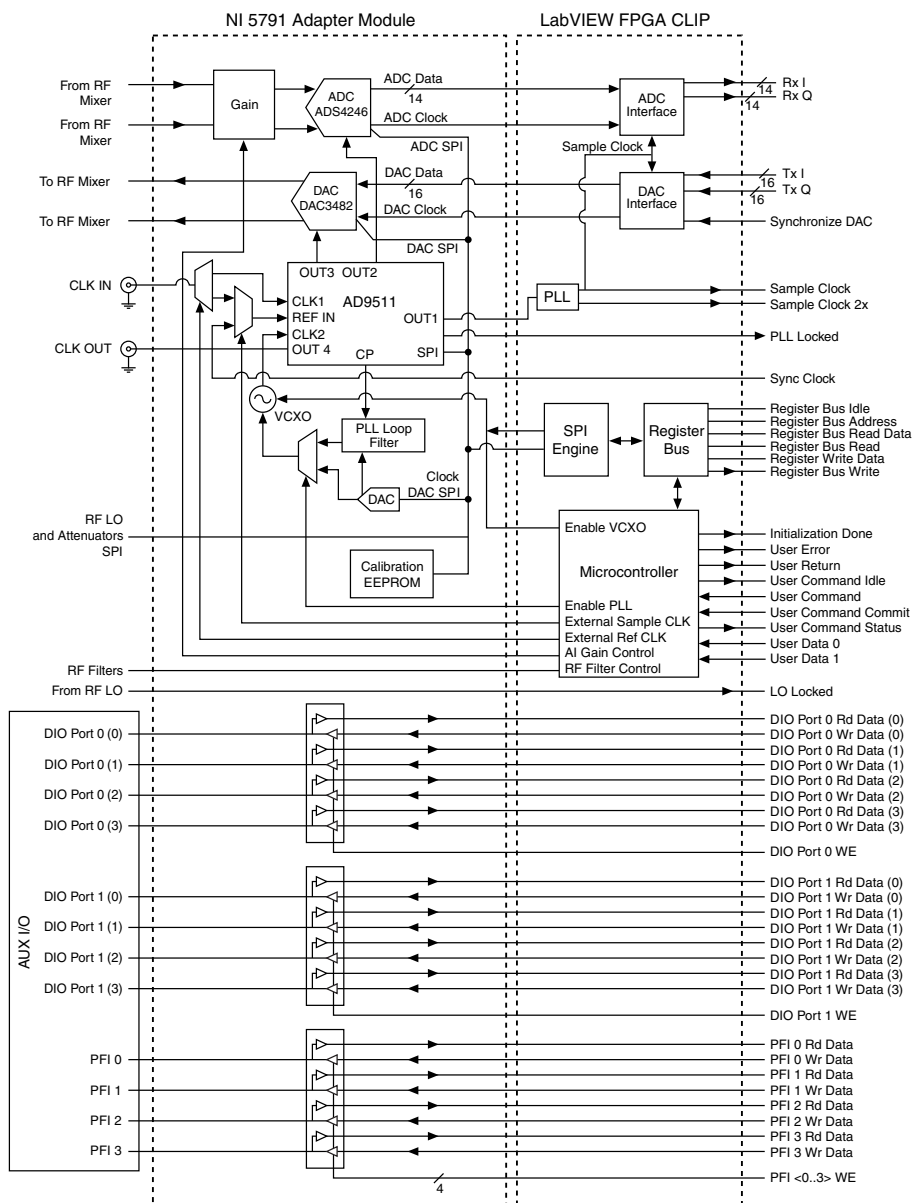 NI 5791 Adapter Module
LabVIEW FPGA CLIP
From RF
Mixer
From RF
Mixer
Gain
ADC
ADS4246
ADC Data
14
ADC Clock
ADC SPI
ADC
Interface
14
14
Rx I
Rx Q
Sample Clock
To RF Mixer
To RF Mixer
DAC
DAC3482
DAC Data
16
DAC Clock
DAC SPI
DAC
Interface
16
16
Tx I
Tx Q
Synchronize DAC
CLK IN
CLK OUT
OUT3 OUT2
AD9511
CLK1
REF IN
CLK2
OUT 4
OUT1
CP
SPI
PLL
Sample Clock
Sample Clock 2x
PLL Locked
Sync Clock
VCXO
PLL Loop
Filter
DAC
Clock
DAC SPI
SPI
Engine
Register
Bus
Register Bus Idle
Register Bus Address
Register Bus Read Data
Register Bus Read
Register Write Data
Register Bus Write
RF LO
and Attenuators
SPI
Calibration
EEPROM
Enable VCXO
Microcontroller
Enable PLL
External Sample CLK
External Ref CLK
AI Gain Control
RF Filter Control
Initialization Done
User Error
User Return
User Command Idle
User Command
User Command Commit
User Command Status
User Data 0
User Data 1
RF Filters
From RF LO
LO Locked
AUX I/O
DIO Port 0 (0)
DIO Port 0 (1)
DIO Port 0 (2)
DIO Port 0 (3)
DIO Port 0 Rd Data (0)
DIO Port 0 Wr Data (0)
DIO Port 0 Rd Data (1)
DIO Port 0 Wr Data (1)
DIO Port 0 Rd Data (2)
DIO Port 0 Wr Data (2)
DIO Port 0 Rd Data (3)
DIO Port 0 Wr Data (3)
DIO Port 0 WE
DIO Port 1 (0)
DIO Port 1 (1)
DIO Port 1 (2)
DIO Port 1 (3)
DIO Port 1 Rd Data (0)
DIO Port 1 Wr Data (0)
DIO Port 1 Rd Data (1)
DIO Port 1 Wr Data (1)
DIO Port 1 Rd Data (2)
DIO Port 1 Wr Data (2)
DIO Port 1 Rd Data (3)
DIO Port 1 Wr Data (3)
DIO Port 1 WE
PFI 0
PFI 1
PFI 2
PFI 3
PFI 0 Rd Data
PFI 0 Wr Data
PFI 1 Rd Data
PFI 1 Wr Data
PFI 2 Rd Data
PFI 2 Wr Data
PFI 3 Rd Data
PFI 3 Wr Data
4
PFI <0..3> WE